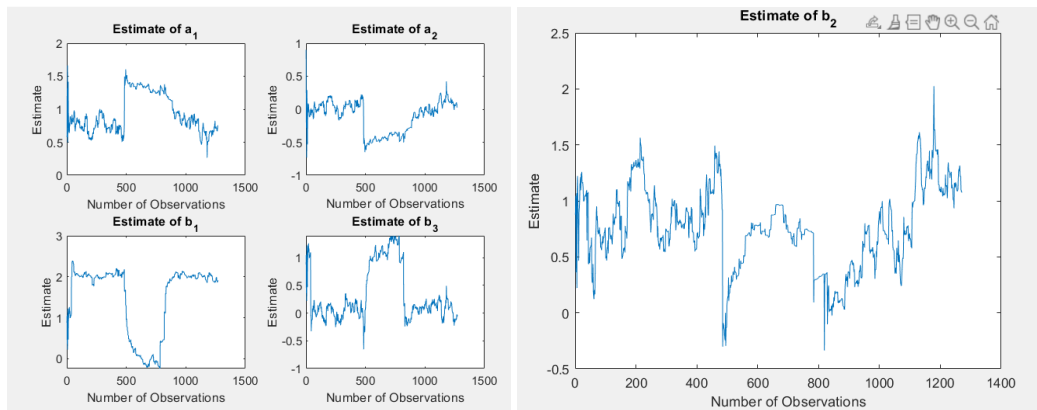 Estimate of a1
2
1.5
1
0.5
0
Estimate
0 500 1000 1500
Number of Observations
Estimate of a2
1
0.5
0
-0.5
-1
Estimate
0 500 1000 1500
Number of Observations
Estimate of b1
3
2
1
0
Estimate
0 500 1000 1500
Number of Observations
Estimate of b3
1
0.5
0
-0.5
-1
Estimate
0 500 1000 1500
Number of Observations
Estimate of b2
2.5
2
1.5
1
0.5
0
-0.5
Estimate
0 200 400 600 800 1000 1200 1400
Number of Observations